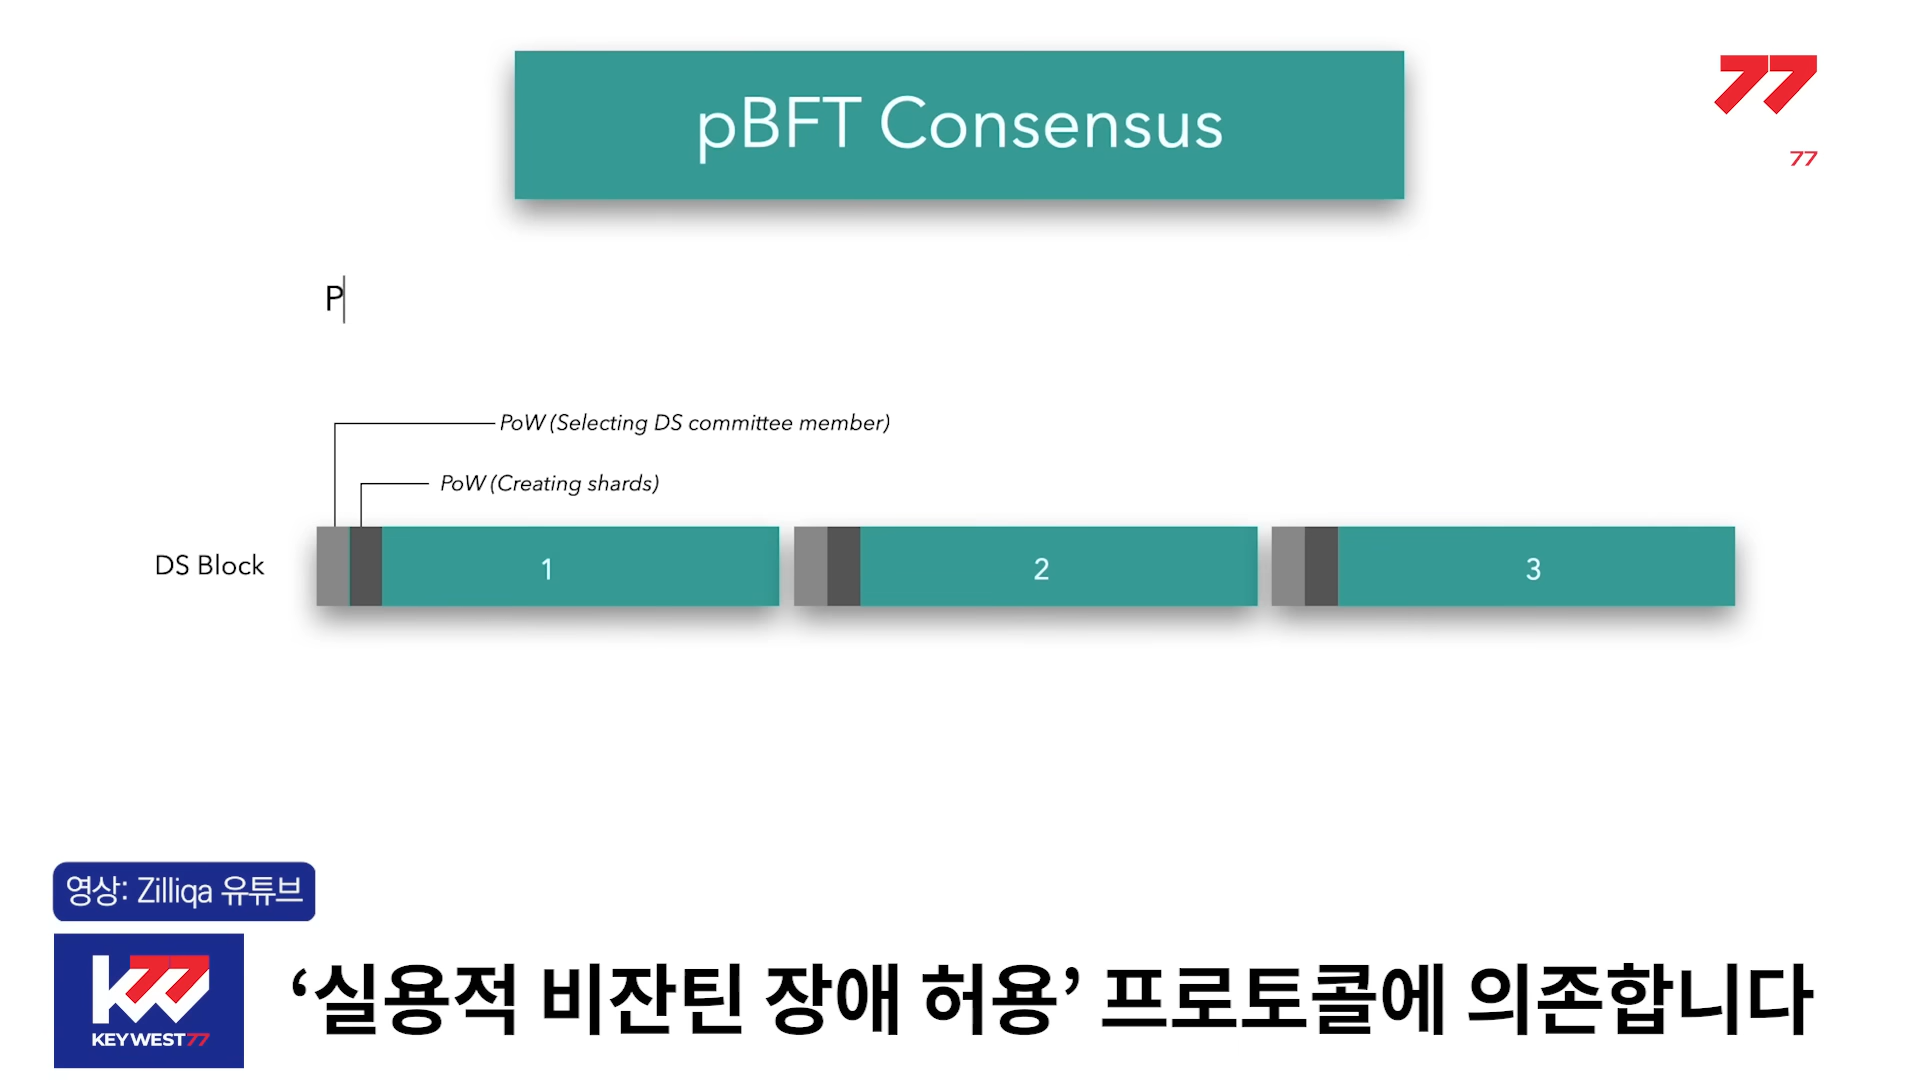 pBFT Consensus
77
77
P
PoW (Selecting DS committee member)
PoW (Creating shards)
DS Block
1
2
3
영상: Zilliqa 유튜브
K77
KEYWEST77
‘실용적 비잔틴 장애 허용’ 프로토콜에 의존합니다